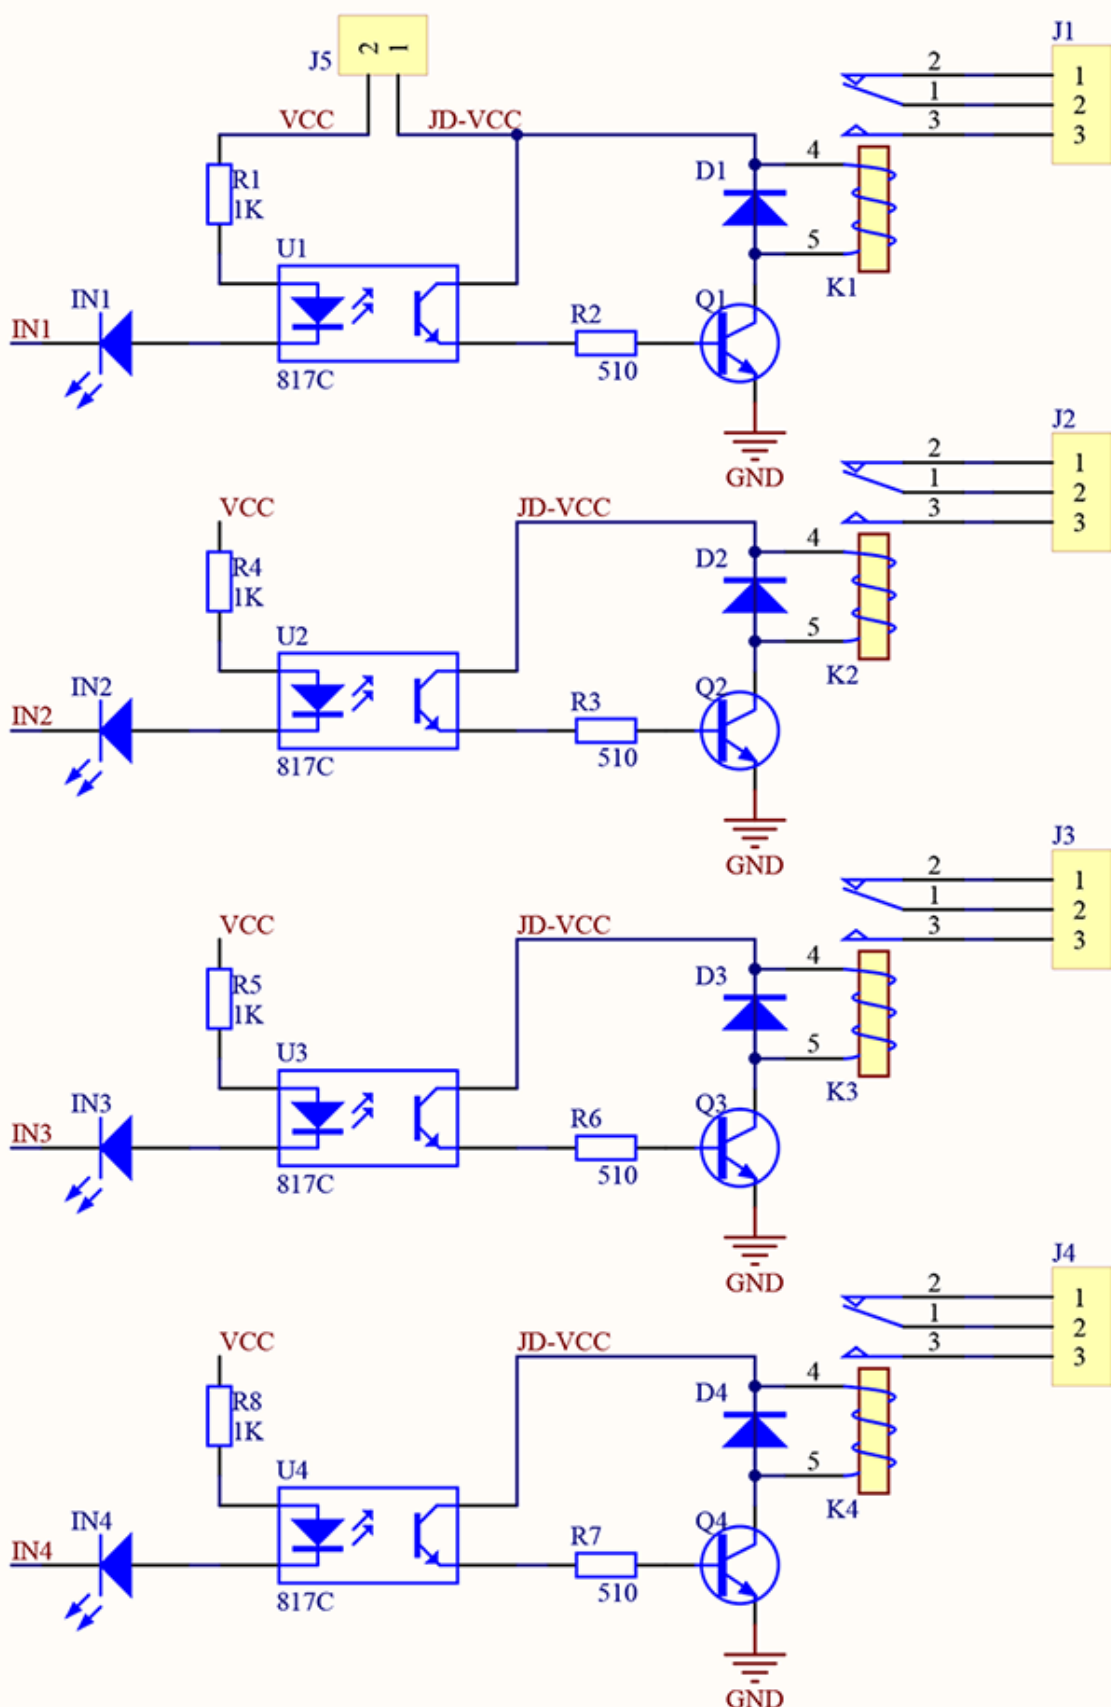 J5
2 1
J1
2 1
1 2
3 3
VCC
JD-VCC
R1
1K
D1
4
5
K1
U1
IN1
IN1
817C
R2
510
Q1
GND
J2
2 1
1 2
3 3
VCC
JD-VCC
R4
1K
D2
4
5
K2
U2
IN2
IN2
817C
R3
510
Q2
GND
J3
2 1
1 2
3 3
VCC
JD-VCC
R5
1K
D3
4
5
K3
U3
IN3
IN3
817C
R6
510
Q3
GND
J4
2 1
1 2
3 3
VCC
JD-VCC
R8
1K
D4
4
5
K4
U4
IN4
IN4
817C
R7
510
Q4
GND